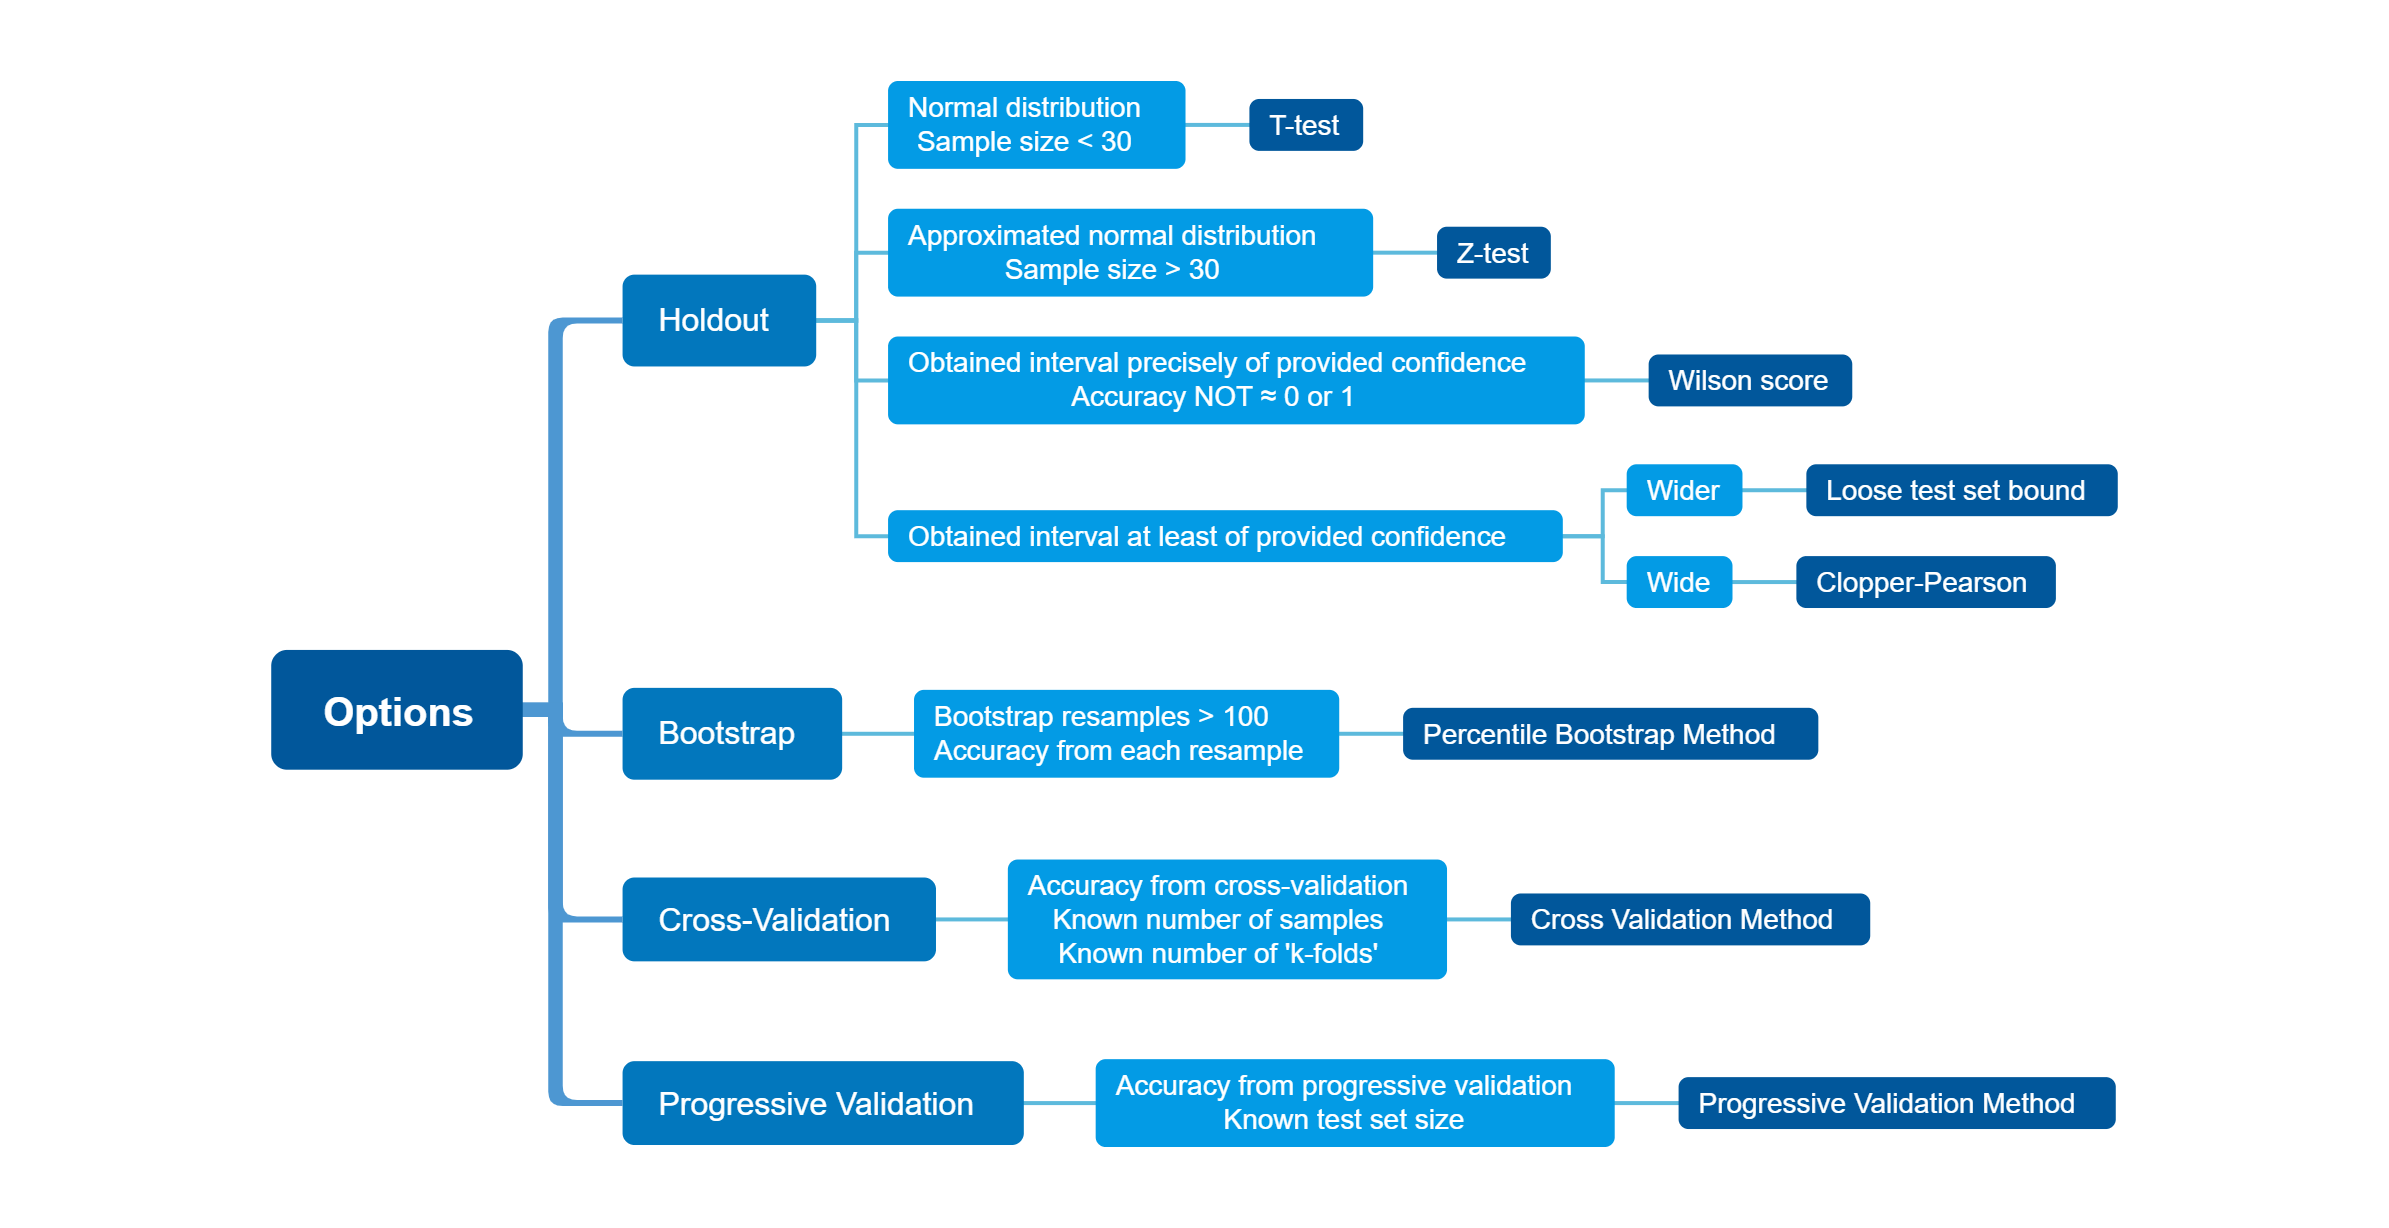 Options
Holdout
Normal distribution
Sample size < 30
T-test
Approximated normal distribution
Sample size > 30
Z-test
Obtained interval precisely of provided confidence
Accuracy NOT ≈ 0 or 1
Wilson score
Obtained interval at least of provided confidence
Wider
Loose test set bound
Wide
Clopper-Pearson
Bootstrap
Bootstrap resamples > 100
Accuracy from each resample
Percentile Bootstrap Method
Cross-Validation
Accuracy from cross-validation
Known number of samples
Known number of 'k-folds'
Cross Validation Method
Progressive Validation
Accuracy from progressive validation
Known test set size
Progressive Validation Method